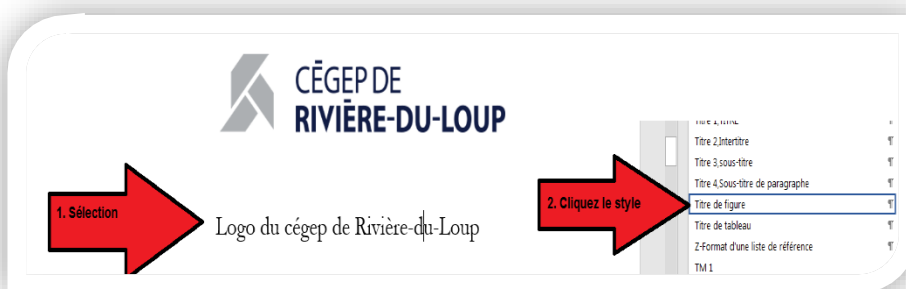 CĒGEP DE
RIVIĒRE-DU-LOUP
Titre 2,Intertitre ¶
Titre 3,sous-titre ¶
Titre 4,Sous-titre de paragraphe ¶
1. Sélection
2. Cliquez le style
Titre de figure ¶
Logo du cégep de Rivière-du-Loup
Titre de tableau ¶
Z-Format d'une liste de référence ¶
TM 1